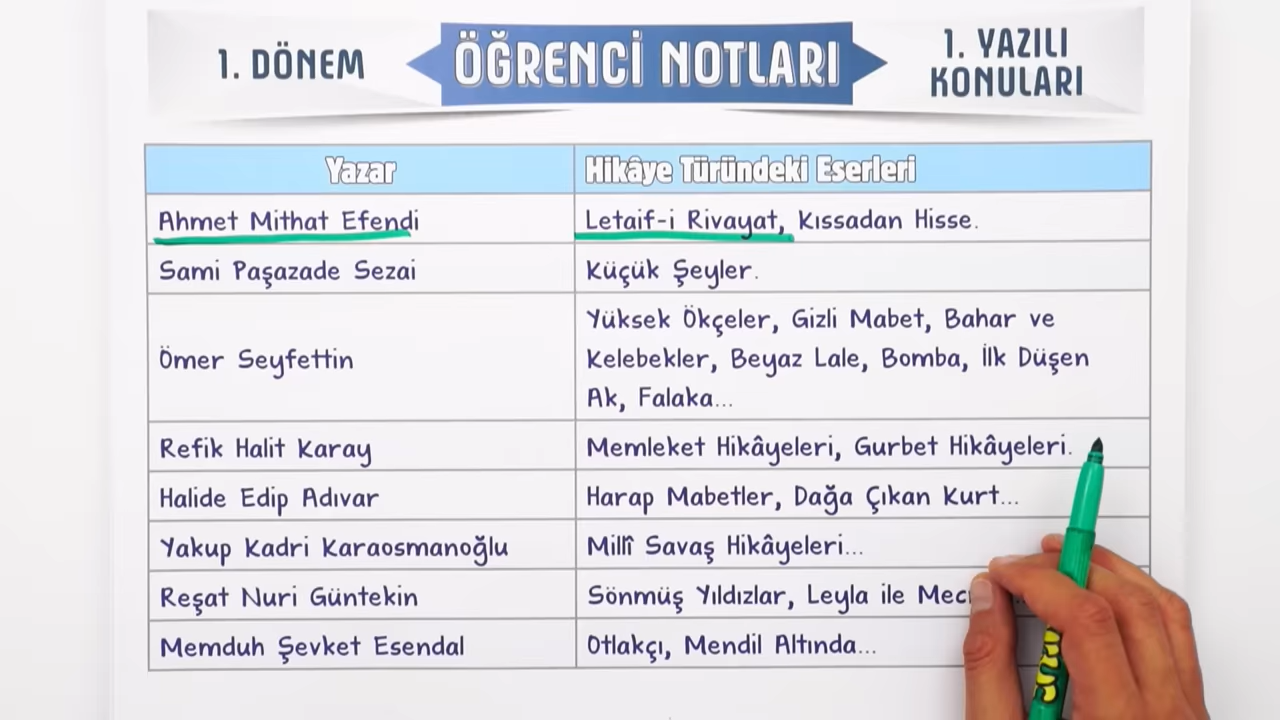 1. DÖNEM
ÖĞRENCİ NOTLARI
1. YAZILI
KONULARI
Yazar
Hikâye Türündeki Eserleri
Ahmet Mithat Efendi
Letaif-i Rivayat, Kıssadan Hisse.
Sami Paşazade Sezai
Küçük Şeyler.
Ömer Seyfettin
Yüksek Ökçeler, Gizli Mabet, Bahar ve
Kelebekler, Beyaz Lale, Bomba, İlk Düşen
Ak, Falaka...
Refik Halit Karay
Memleket Hikâyeleri, Gurbet Hikâyeleri.
Halide Edip Adıvar
Harap Mabetler, Dağa Çıkan Kurt...
Yakup Kadri Karaosmanoğlu
Millî Savaş Hikâyeleri...
Reşat Nuri Güntekin
Sönmüş Yıldızlar, Leyla ile
Memduh Şevket Esendal
Otlakçı, Mendil Altında...